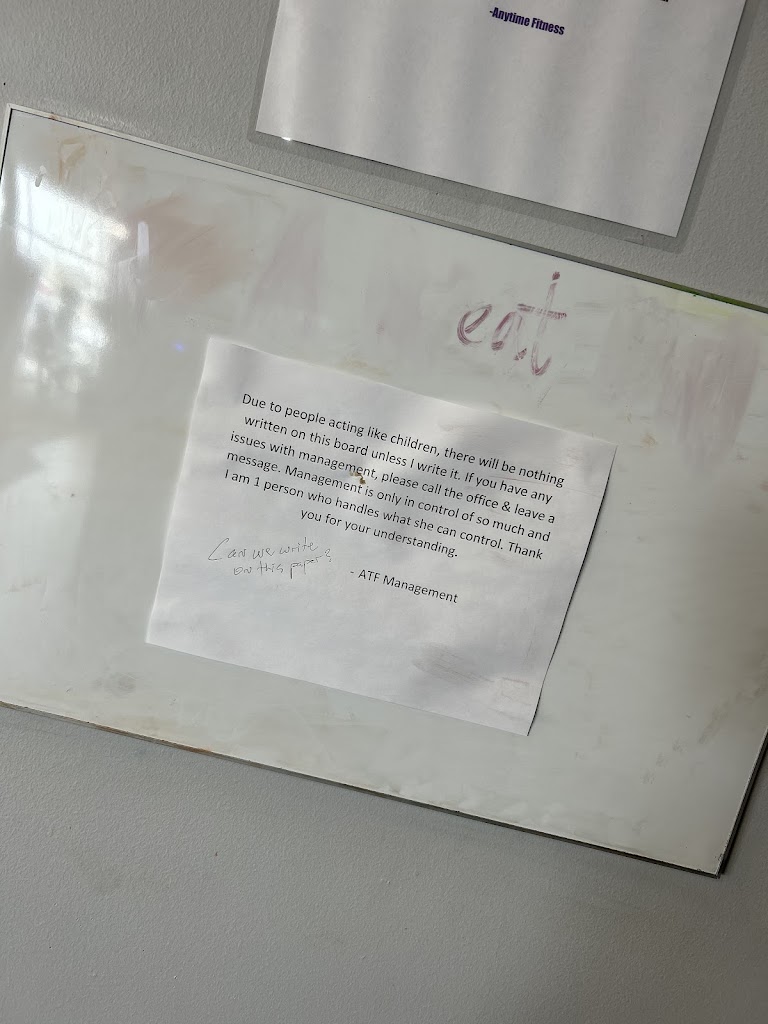 -Anytime Fitness
eat
Due to people acting like children, there will be nothing
written on this board unless I write it. If you have any
issues with management, please call the office & leave a
message. Management is only in control of so much and
I am 1 person who handles what she can control. Thank
you for your understanding.
Can we write
on this paper?
- ATF Management